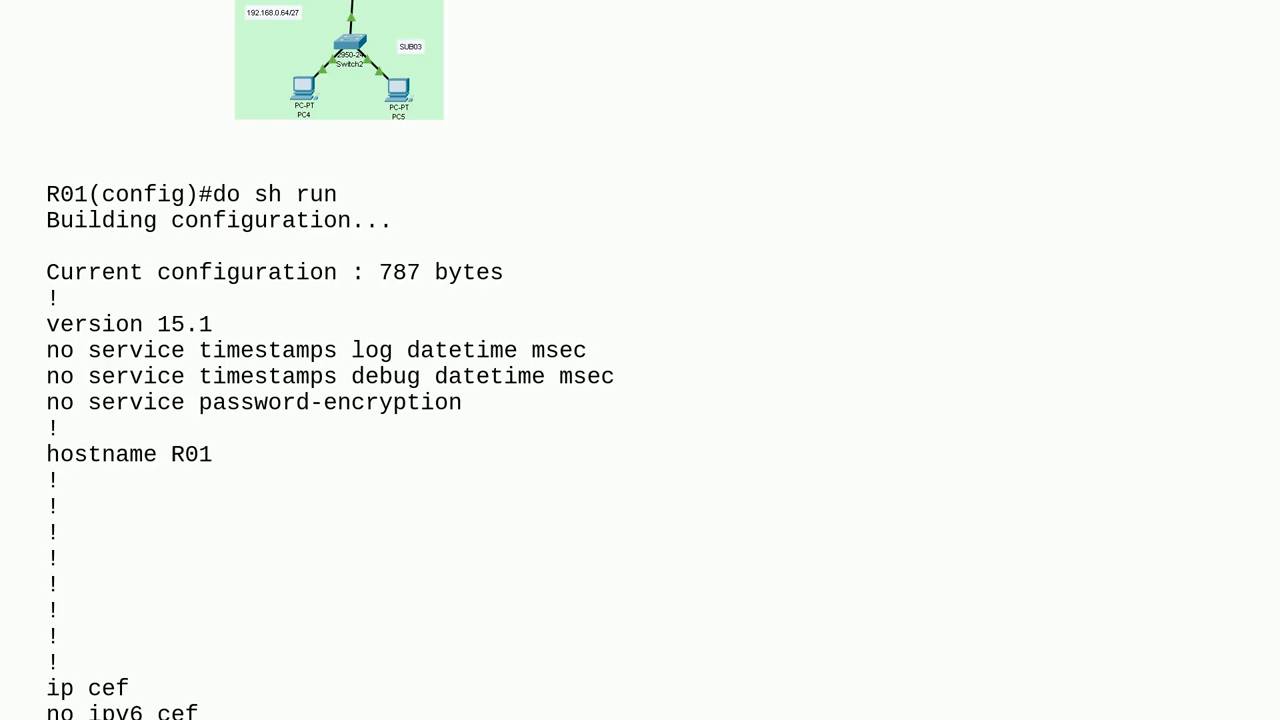 192.168.0.64/27
SUB03
2950-24
Switch2
PC-PT
PC4
PC-PT
PC5
R01(config)#do sh run
Building configuration...
Current configuration : 787 bytes
!
version 15.1
no service timestamps log datetime msec
no service timestamps debug datetime msec
no service password-encryption
!
hostname R01
!
!
!
!
!
!
!
!
ip cef
no ipv6 cef